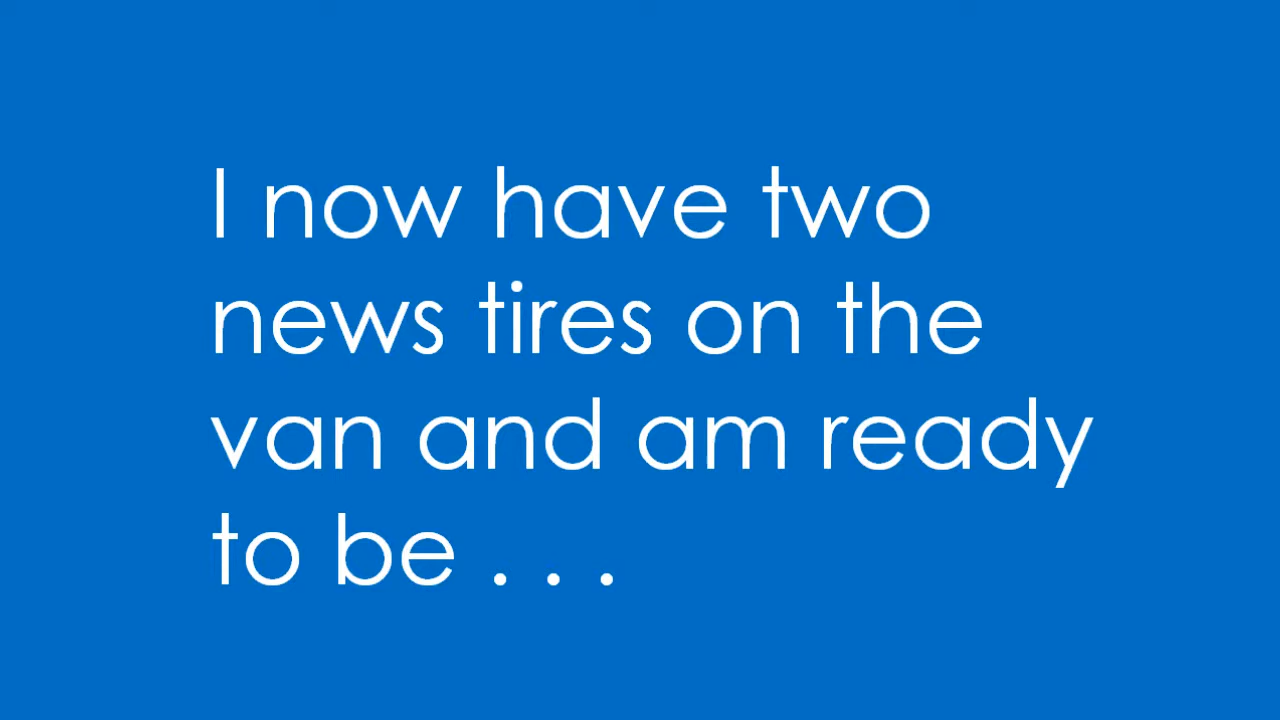 I now have two
news tires on the
van and am ready
to be . . .